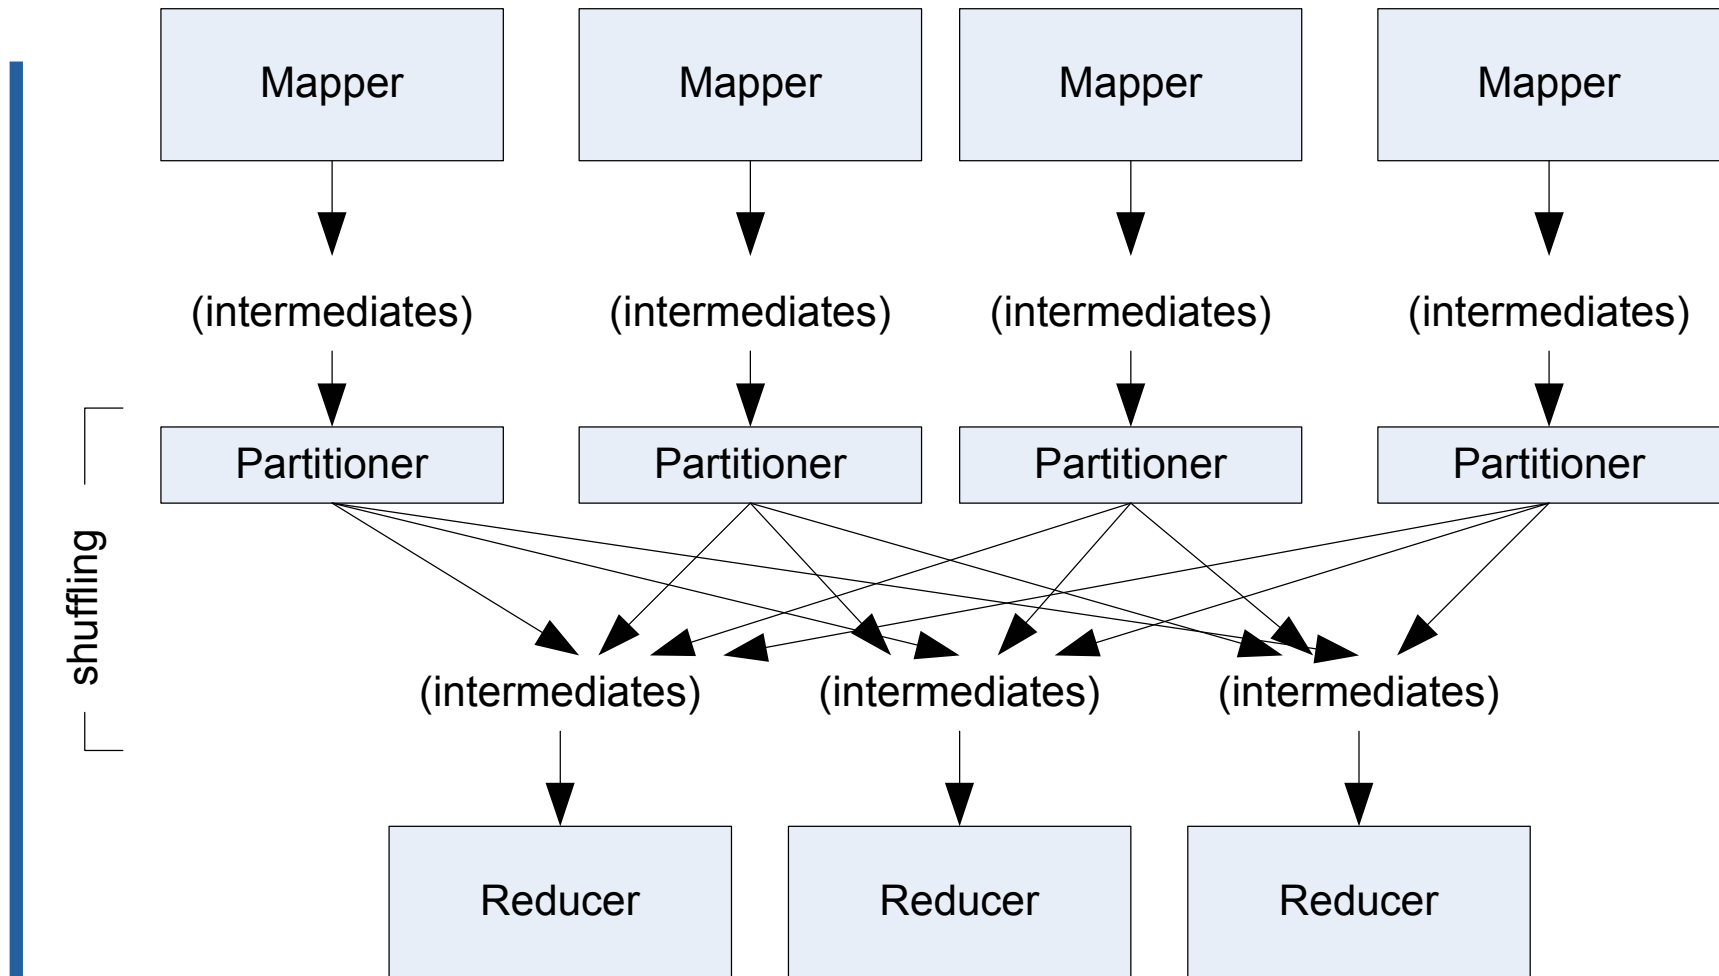 Mapper Mapper Mapper Mapper
(intermediates) (intermediates) (intermediates) (intermediates)
Partitioner Partitioner Partitioner Partitioner
shuffling
(intermediates) (intermediates) (intermediates)
Reducer Reducer Reducer